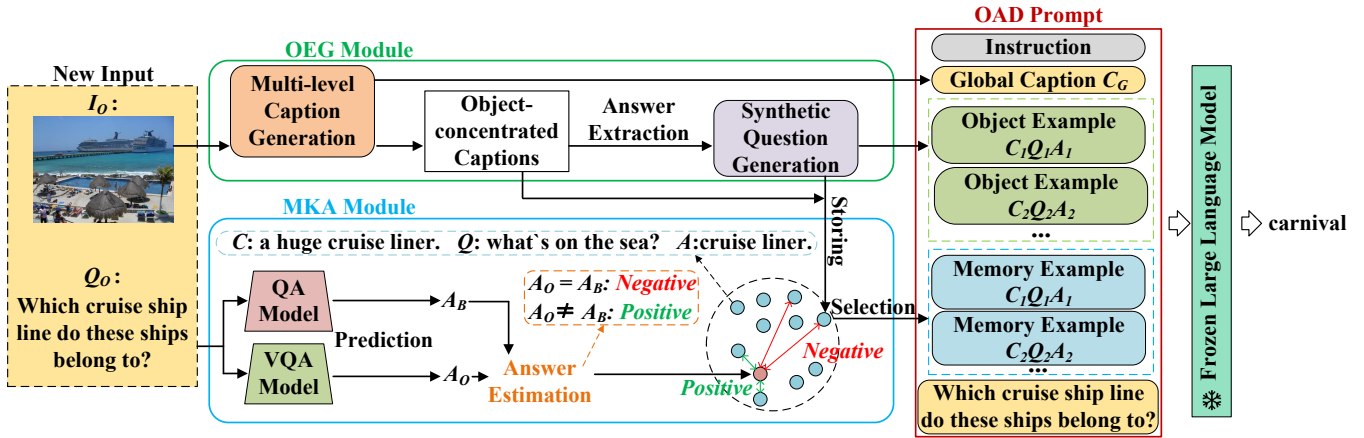 New Input
I_O:
Q_O:
Which cruise ship
line do these ships
belong to?
OEG Module
Multi-level
Caption
Generation
Object-
concentrated
Captions
Answer
Extraction
Synthetic
Question
Generation
MKA Module
Storing
C: a huge cruise liner. Q: what`s on the sea? A:cruise liner.
QA
Model
VQA
Model
Prediction
A_B
A_O
A_O = A_B: Negative
A_O ≠ A_B: Positive
Answer
Estimation
Negative
Positive
Selection
OAD Prompt
Instruction
Global Caption C_G
Object Example
C_1Q_1A_1
Object Example
C_2Q_2A_2
...
Memory Example
C_1Q_1A_1
Memory Example
C_2Q_2A_2
...
Which cruise ship line
do these ships belong to?
Frozen Large Language Model
carnival